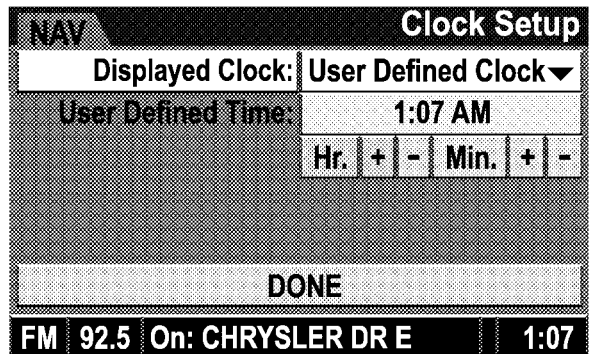 NAV Clock Setup
Displayed Clock: User Defined Clock
User Defined Time: 1:07 AM
Hr. + - Min. + -
DONE
FM 92.5 On: CHRYSLER DR E 1:07